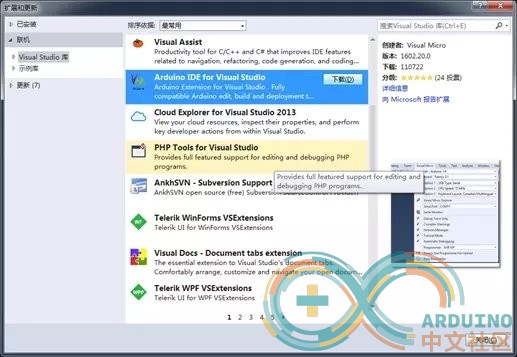 扩展和更新
已安装
联机
Visual Studio 库
示例库
更新 (7)
排序依据: 最常用
Visual Assist
Productivity tool for C/C++ and C# that improves IDE features
related to navigation, refactoring, code generation, and coding...
Arduino IDE for Visual Studio
Arduino Extension for Visual Studio . Fully
compatible Arduino edit, build and deployment t...
下载(D)
Cloud Explorer for Visual Studio 2013
View your cloud resources, inspect their properties, and perform
key developer actions from within Visual Studio.
PHP Tools for Visual Studio
Provides full featured support for editing and debugging PHP
programs.
Provides full featured support for editing and
debugging PHP programs.
AnkhSVN - Subversion Support
AnkhSVN open source (free) Subversion
Telerik WinForms VSExtensions
Telerik UI for WinForms VSExtensions
Visual Docs - Document tabs extension
The essential extension to Visual Studio's document tabs.
Comfortably arrange, customize and navigate your open docum...
Telerik WPF VSExtensions
Telerik UI for WPF VSExtensions
1 2 3 4 5
搜索Visual Studio 库(Ctrl+E)
创建者: Visual Micro
版本: 1602.20.0
下载: 110722
分级: (24 投票)
详细信息
向 Microsoft 报告扩展
ARDUINO
中文社区
关闭(C)